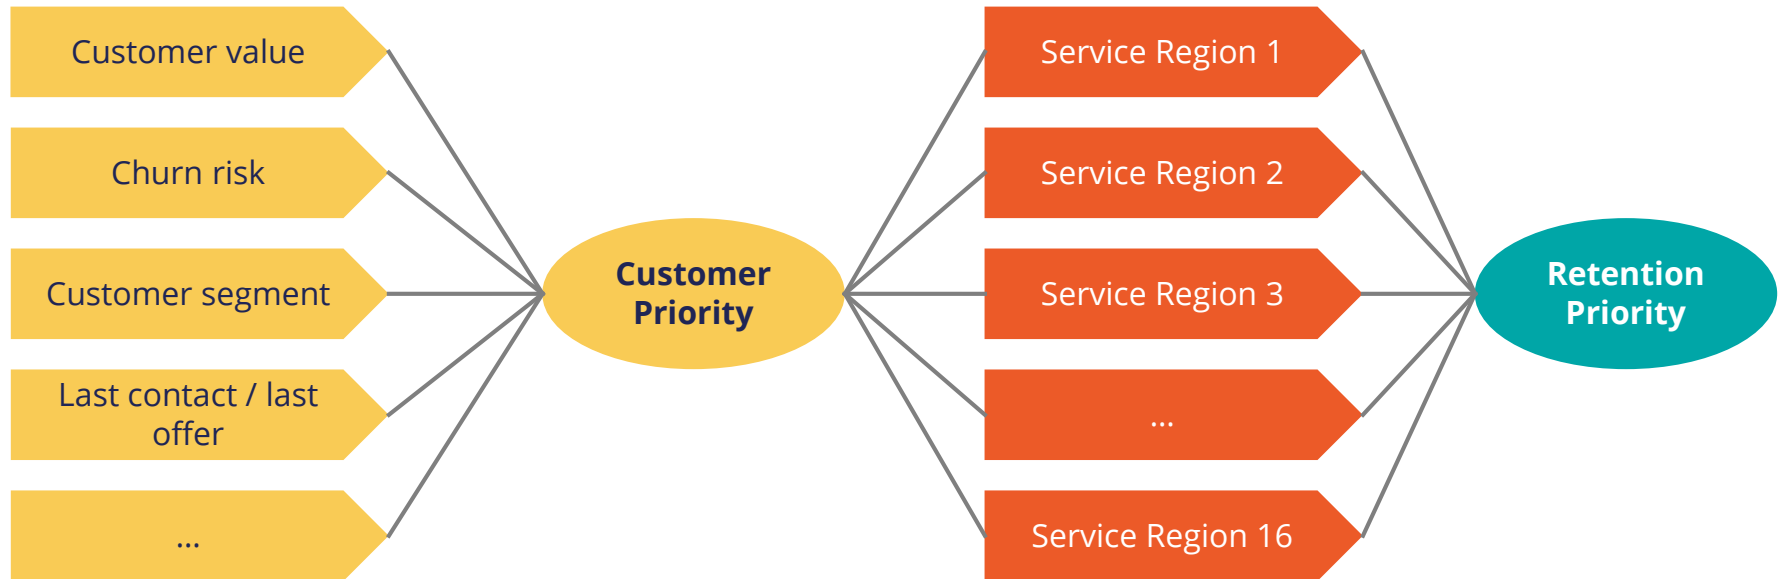 Customer value
Churn risk
Customer segment
Last contact / last
offer
...
Customer
Priority
Service Region 1
Service Region 2
Service Region 3
...
Service Region 16
Retention
Priority